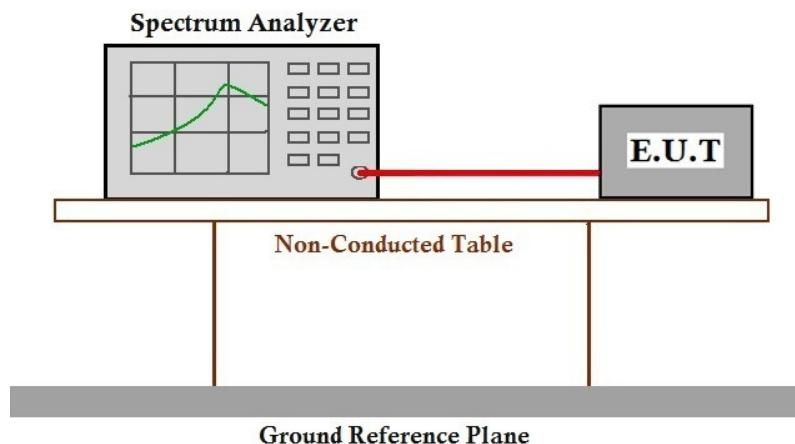 Spectrum Analyzer
E.U.T
Non-Conducted Table
Ground Reference Plane